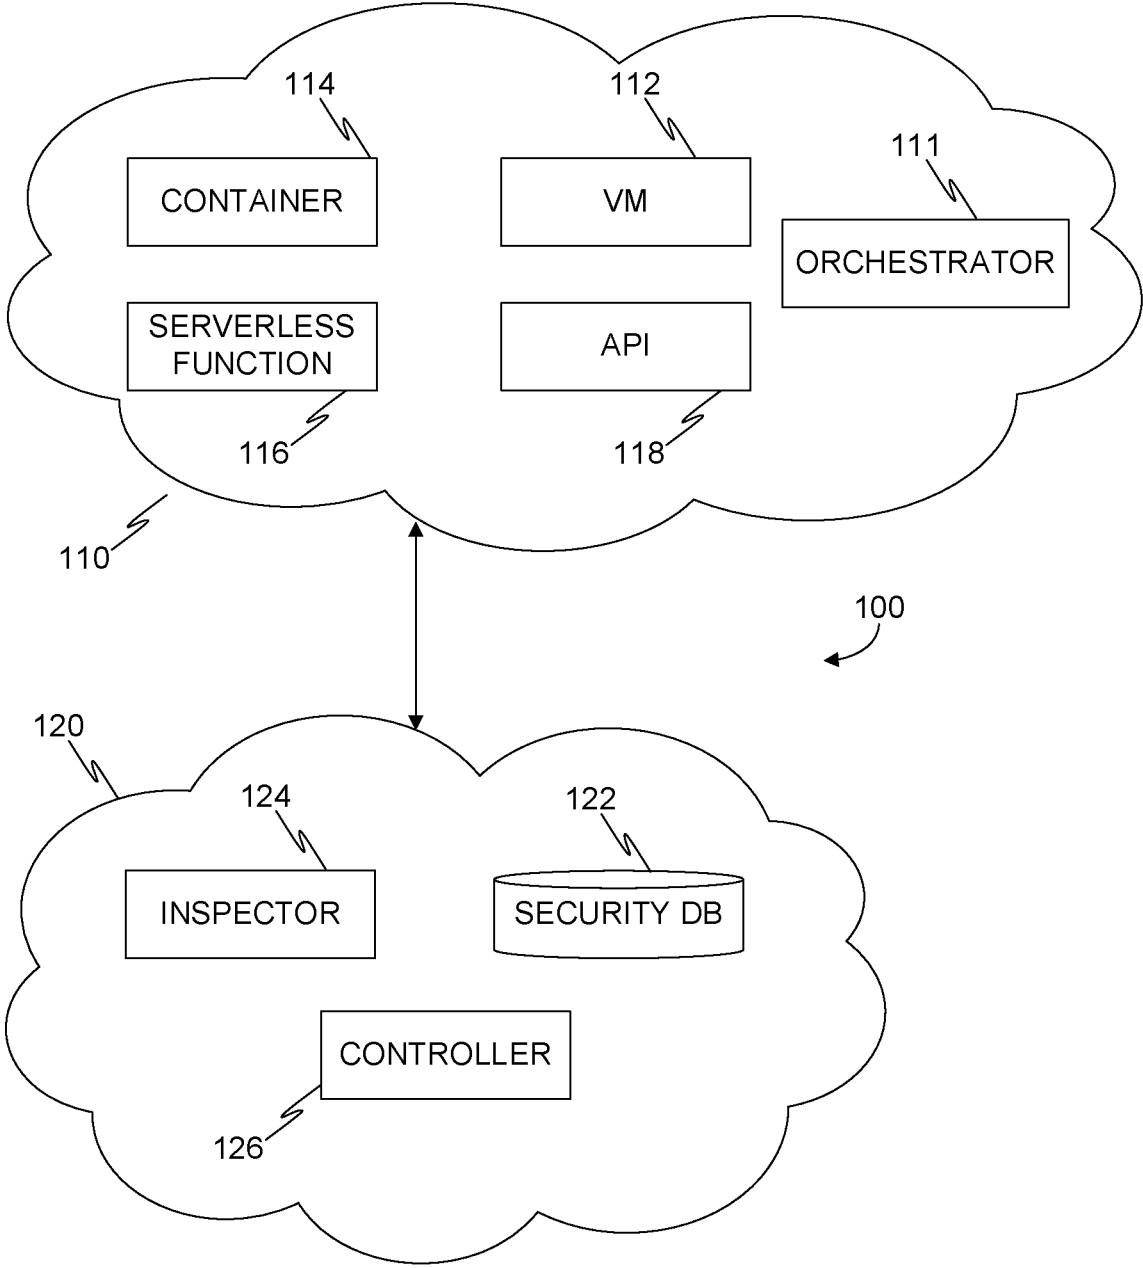 114
112
111
CONTAINER
VM
ORCHESTRATOR
SERVERLESS
FUNCTION
API
116
118
110
100
120
124
122
INSPECTOR
SECURITY DB
CONTROLLER
126